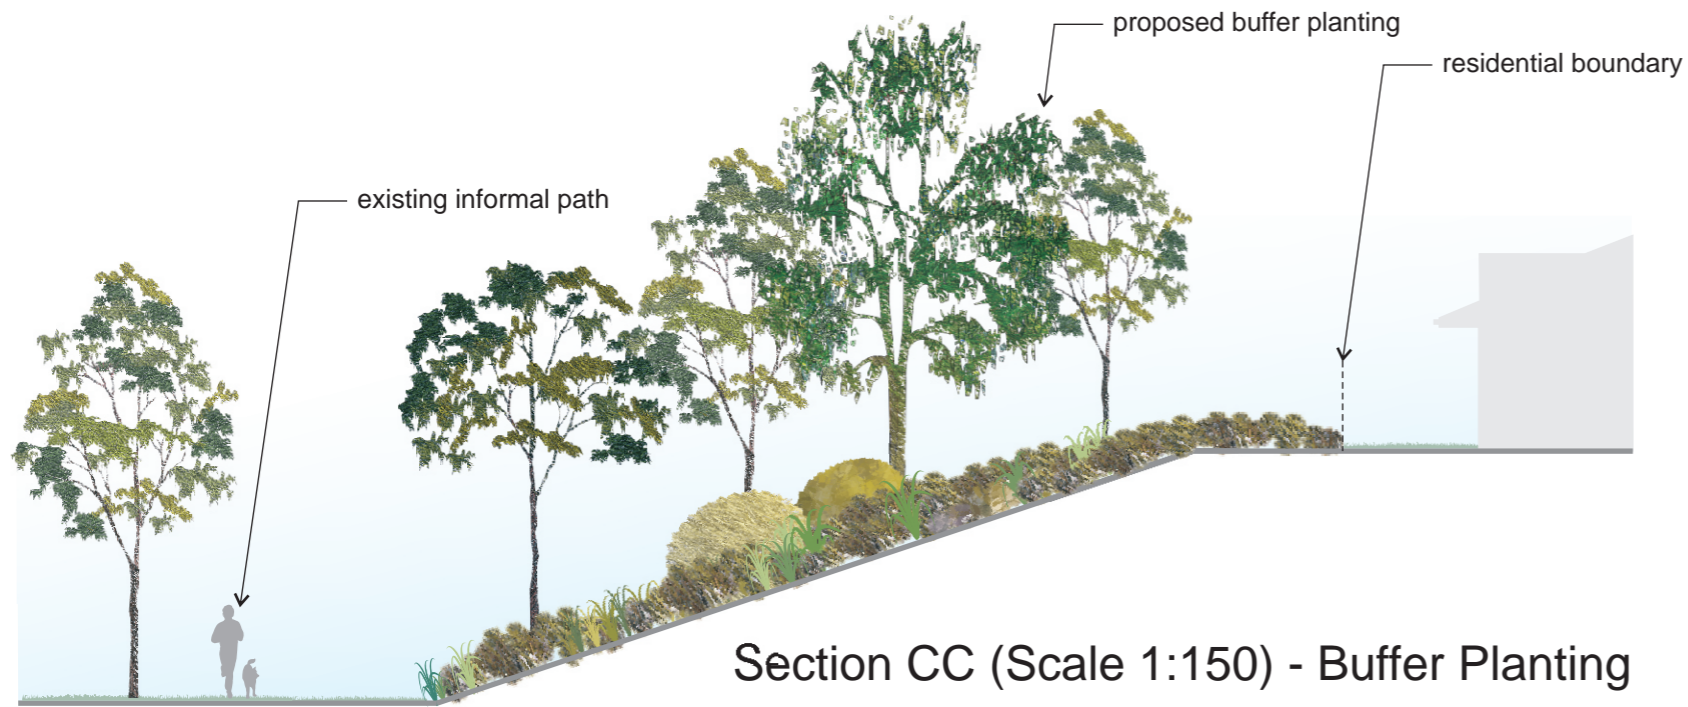 proposed buffer planting
residential boundary
existing informal path
Section CC (Scale 1:150) - Buffer Planting